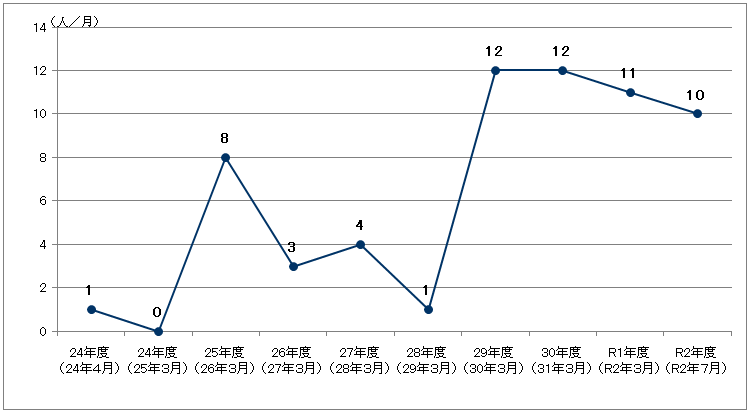 (人／月)
14
12
10
8
6
4
2
0
1
0
8
3
4
1
12
12
11
10
24年度
(24年4月)
24年度
(25年3月)
25年度
(26年3月)
26年度
(27年3月)
27年度
(28年3月)
28年度
(29年3月)
29年度
(30年3月)
30年度
(31年3月)
R1年度
(R2年3月)
R2年度
(R2年7月)